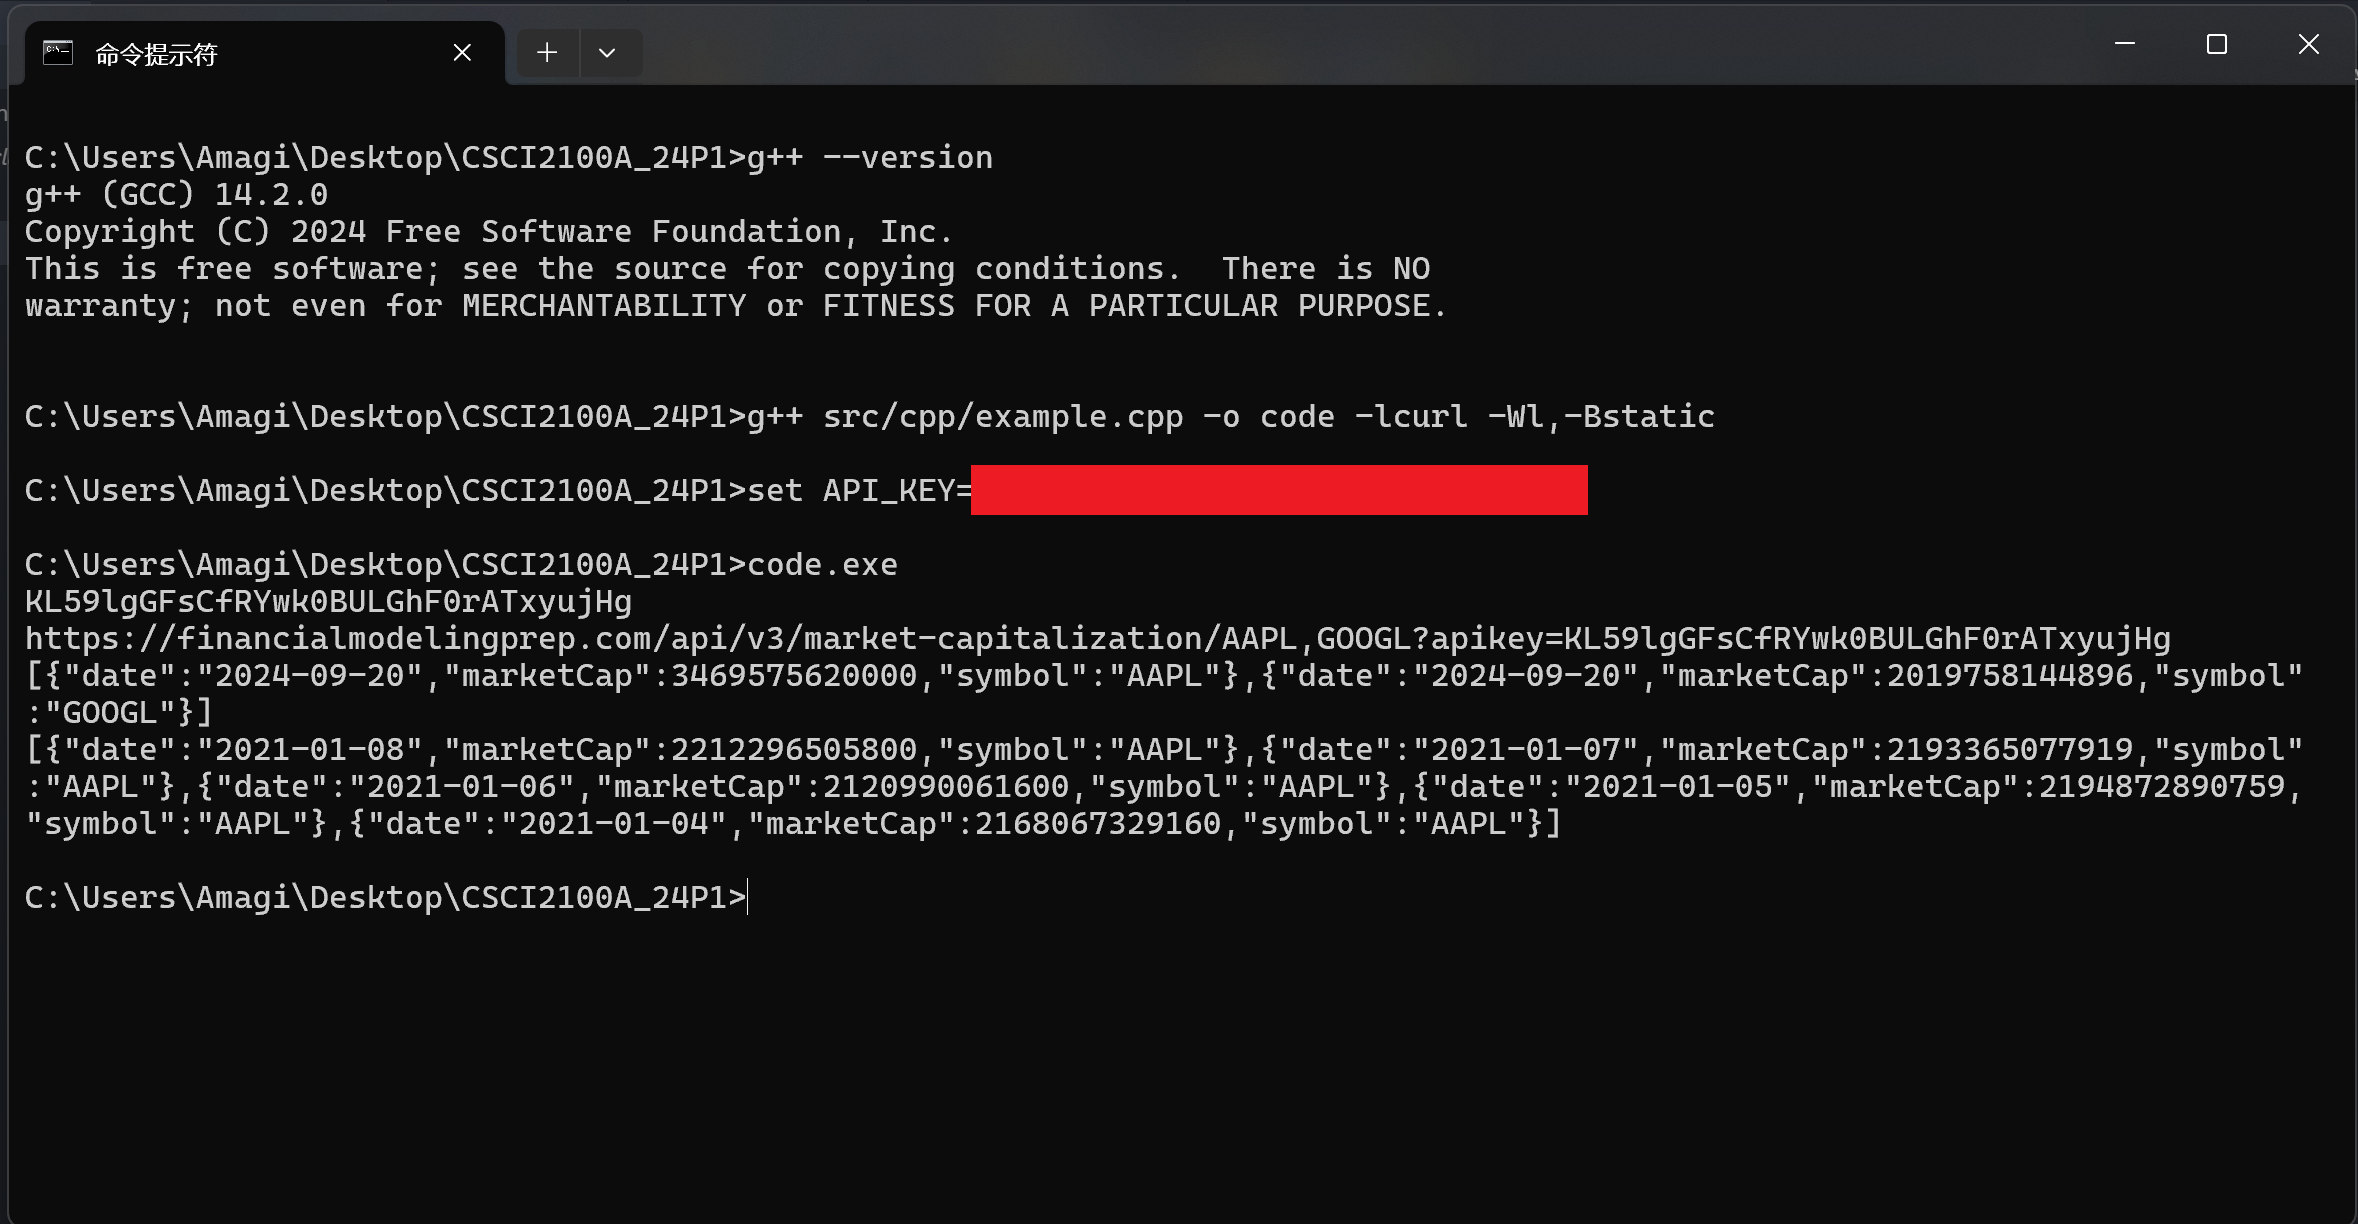 命令提示符
C:\Users\Amagi\Desktop\CSCI2100A_24P1>g++ --version
g++ (GCC) 14.2.0
Copyright (C) 2024 Free Software Foundation, Inc.
This is free software; see the source for copying conditions.  There is NO
warranty; not even for MERCHANTABILITY or FITNESS FOR A PARTICULAR PURPOSE.
C:\Users\Amagi\Desktop\CSCI2100A_24P1>g++ src/cpp/example.cpp -o code -lcurl -Wl,-Bstatic
C:\Users\Amagi\Desktop\CSCI2100A_24P1>set API_KEY=
C:\Users\Amagi\Desktop\CSCI2100A_24P1>code.exe
KL59lgGFsCfRYwk0BULGhF0rATxyujHg
https://financialmodelingprep.com/api/v3/market-capitalization/AAPL,GOOGL?apikey=KL59lgGFsCfRYwk0BULGhF0rATxyujHg
[{"date":"2024-09-20","marketCap":3469575620000,"symbol":"AAPL"},{"date":"2024-09-20","marketCap":2019758144896,"symbol"
:"GOOGL"}]
[{"date":"2021-01-08","marketCap":2212296505800,"symbol":"AAPL"},{"date":"2021-01-07","marketCap":2193365077919,"symbol"
:"AAPL"},{"date":"2021-01-06","marketCap":2120990061600,"symbol":"AAPL"},{"date":"2021-01-05","marketCap":2194872890759,
"symbol":"AAPL"},{"date":"2021-01-04","marketCap":2168067329160,"symbol":"AAPL"}]
C:\Users\Amagi\Desktop\CSCI2100A_24P1>